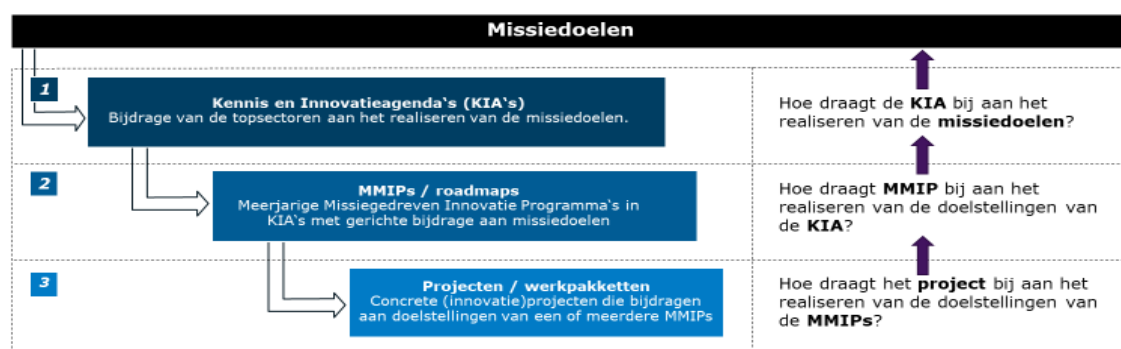 Missiedoelen
1
Kennis en Innovatieagenda's (KIA's)
Bijdrage van de topsectoren aan het realiseren van de missiedoelen.
Hoe draagt de KIA bij aan het
realiseren van de missiedoelen?
2
MMIPs / roadmaps
Meerjarige Missiegedreven Innovatie Programma's in
KIA's met gerichte bijdrage aan missiedoelen
Hoe draagt MMIP bij aan het
realiseren van de doelstellingen van
de KIA?
3
Projecten / werkpakketten
Concrete (innovatie)projecten die bijdragen
aan doelstellingen van een of meerdere MMIPs
Hoe draagt het project bij aan het
realiseren van de doelstellingen van
de MMIPs?